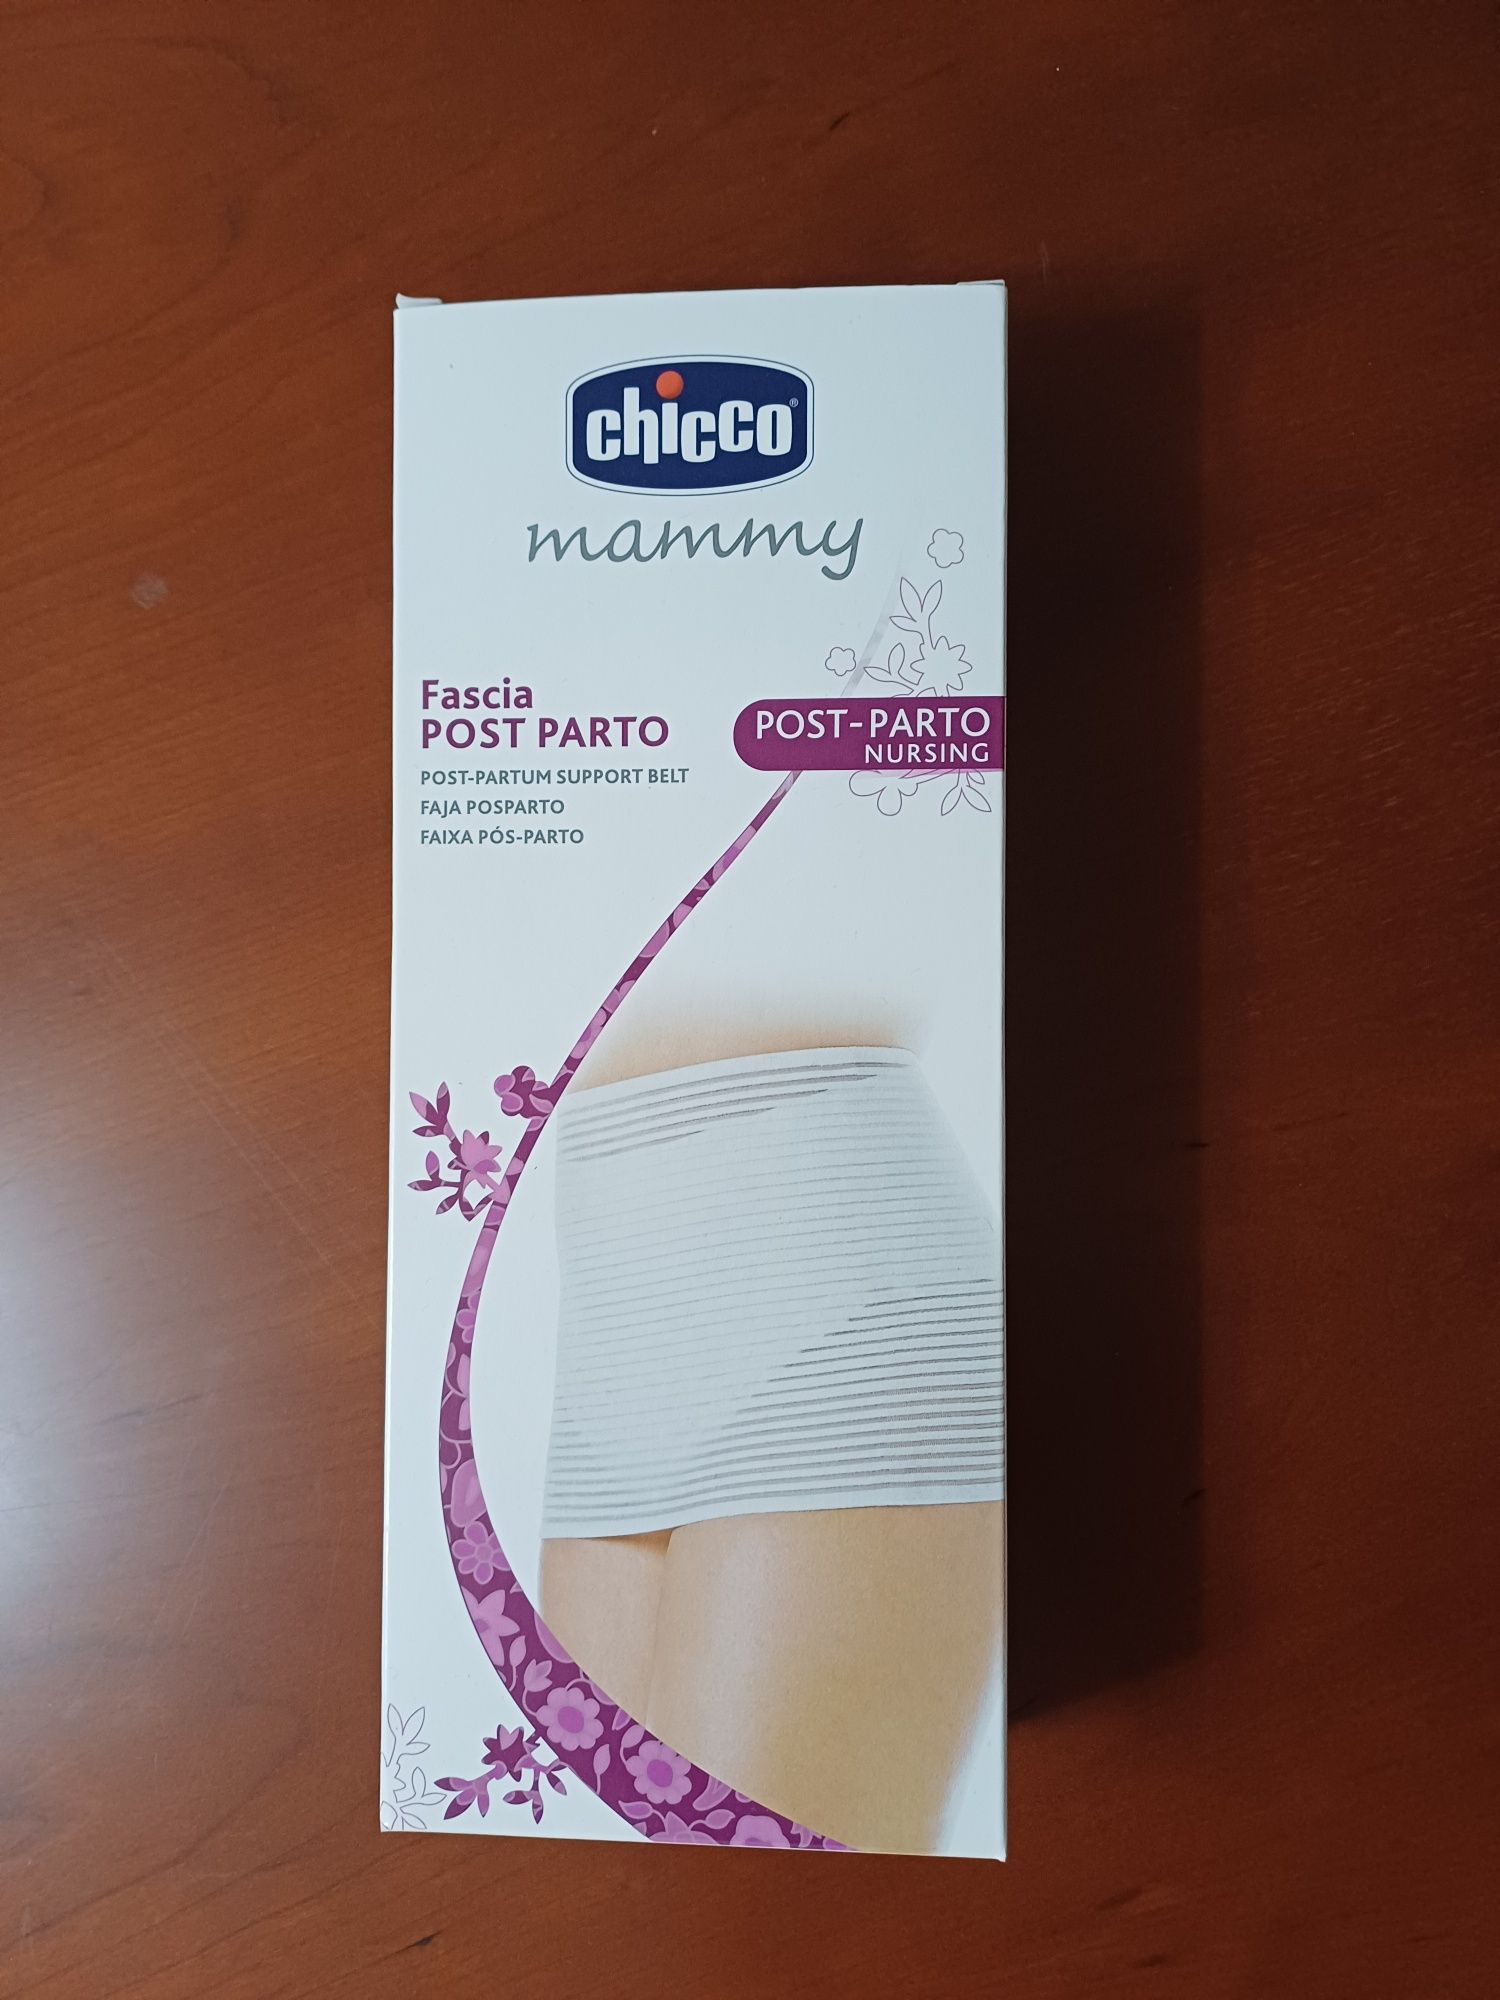 chicco®
mammy
Fascia
POST PARTO
POST-PARTUM SUPPORT BELT
FAJA POSPARTO
FAIXA PÓS-PARTO
POST-PARTO
NURSING